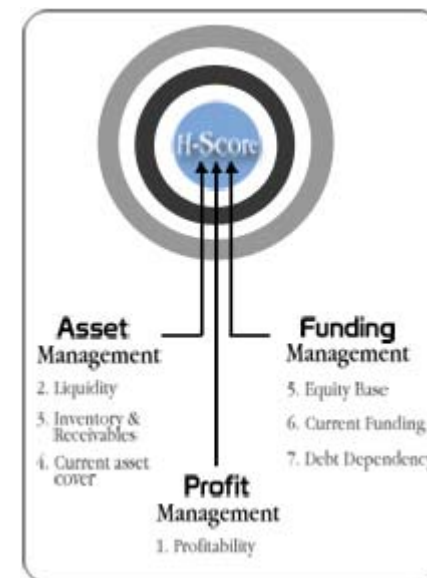 H-Score
Asset
Management
2. Liquidity
3. Inventory &
Receivables
4. Current asset
cover
Funding
Management
5. Equity Base
6. Current Funding
7. Debt Dependency
Profit
Management
1. Profitability